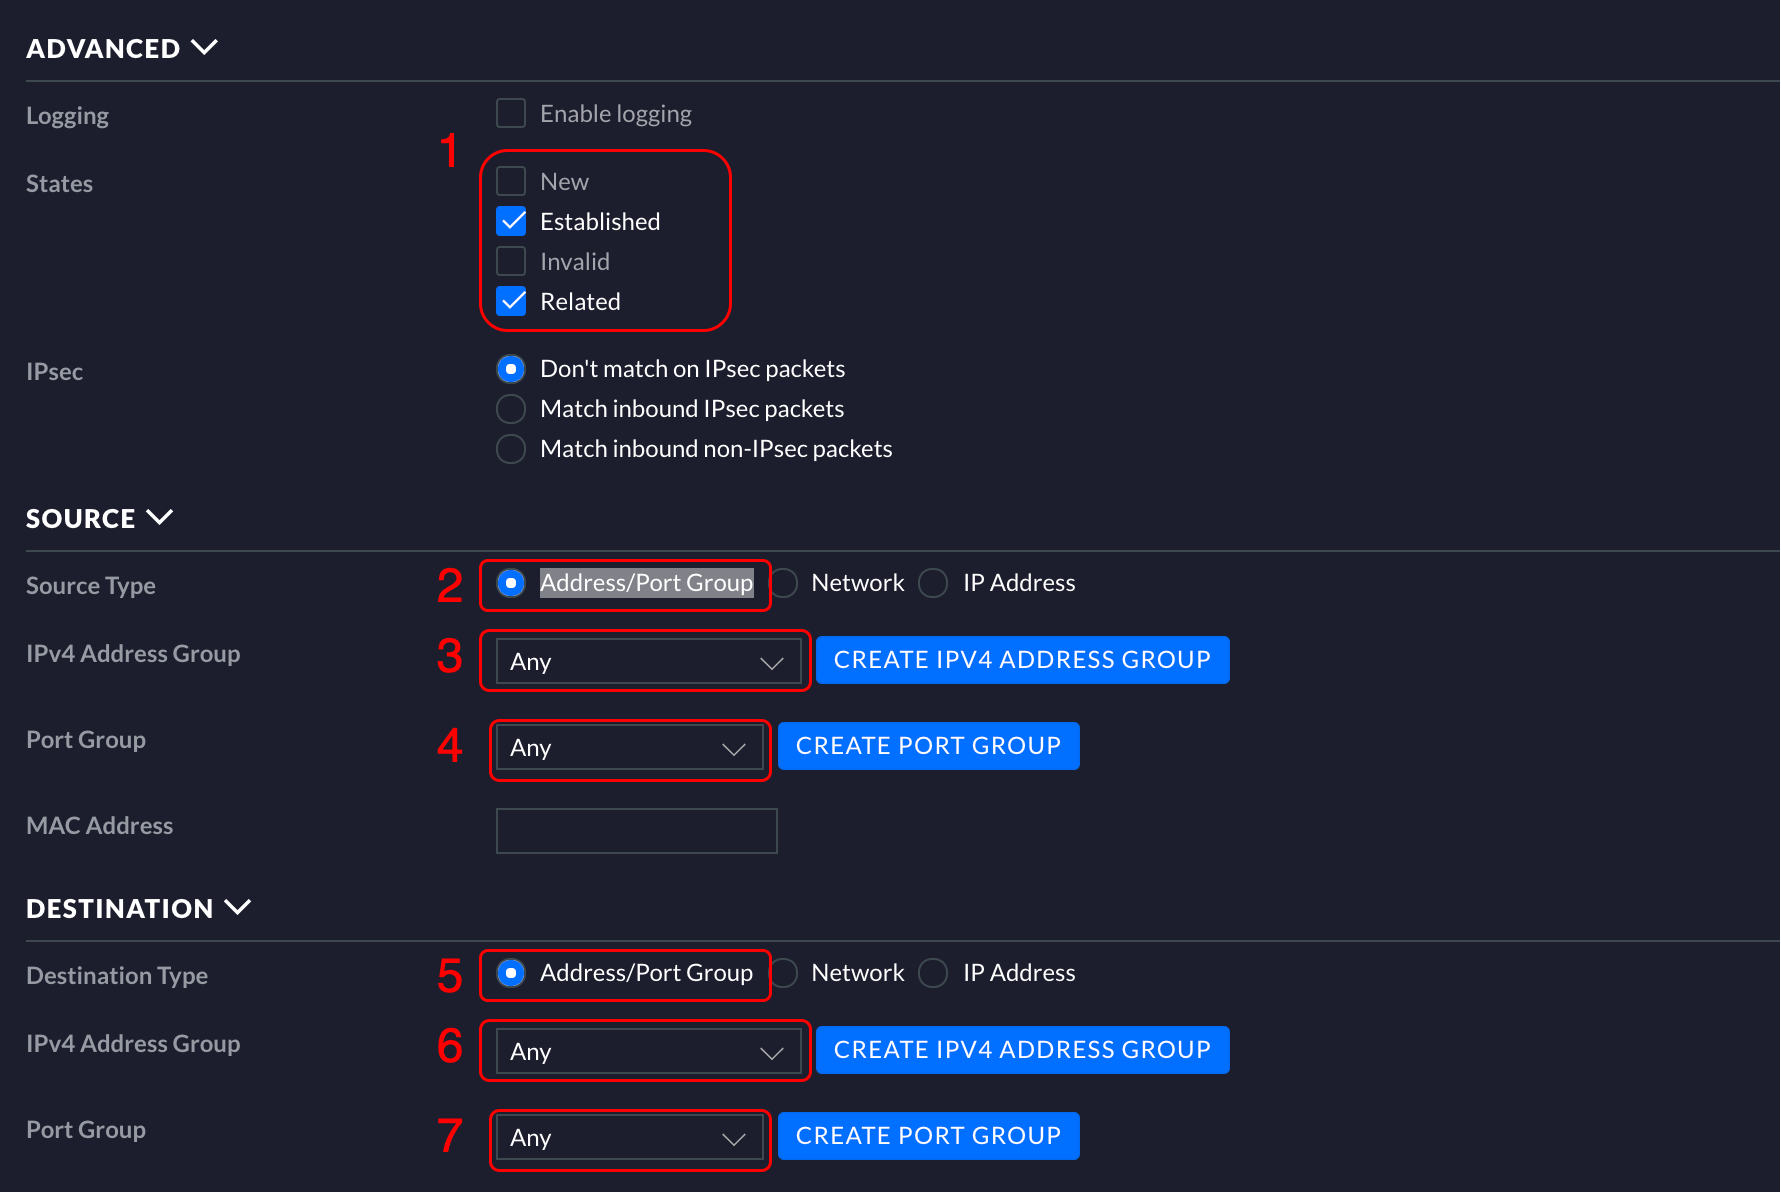 ADVANCED
Logging
Enable logging
1
States
New
Established
Invalid
Related
IPsec
Don't match on IPsec packets
Match inbound IPsec packets
Match inbound non-IPsec packets
SOURCE
Source Type 2 Address/Port Group Network IP Address
IPv4 Address Group 3 Any CREATE IPV4 ADDRESS GROUP
Port Group 4 Any CREATE PORT GROUP
MAC Address
DESTINATION
Destination Type 5 Address/Port Group Network IP Address
IPv4 Address Group 6 Any CREATE IPV4 ADDRESS GROUP
Port Group 7 Any CREATE PORT GROUP